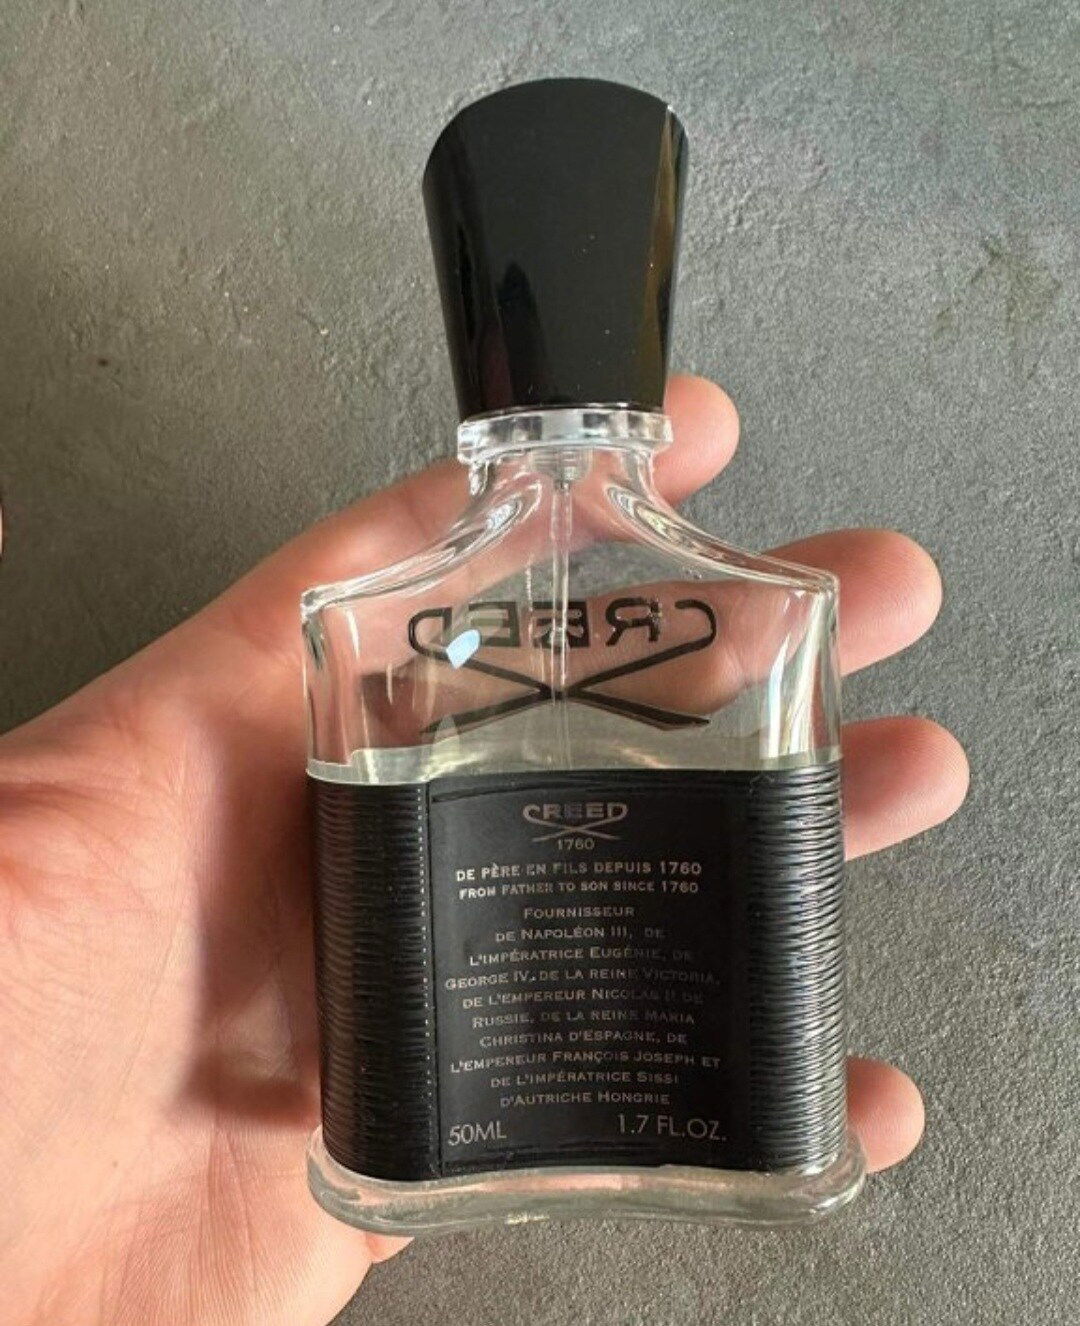 CREED
CREED
1760
DE PÈRE EN FILS DEPUIS 1760
FROM FATHER TO SON SINCE 1760
FOURNISSEUR
DE NAPOLÉON III, DE
L'IMPÉRATRICE EUGÉNIE, DE
GEORGE IV, DE LA REINE VICTORIA,
DE L'EMPEREUR NICOLAS II DE
RUSSIE, DE LA REINE MARIA
CHRISTINA D'ESPAGNE, DE
L'EMPEREUR FRANÇOIS JOSEPH ET
DE L'IMPÉRATRICE SISSI
D'AUTRICHE HONGRIE
50ML 1.7 FL.OZ.